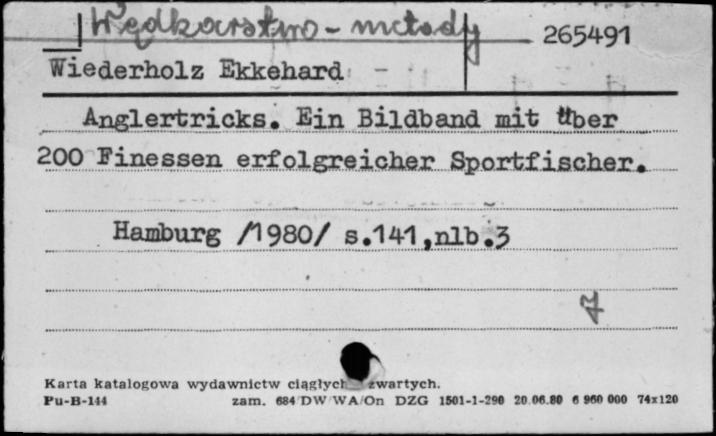 Wędkarstwo - metody
265491
Wiederholz Ekkehard
Anglertricks. Ein Bildband mit über
200 Finessen erfolgreicher Sportfischer.
Hamburg /1980/ s.141,nlb.3
7
Karta katalogowa wydawnictw ciągłych zwartych.
Pu-B-144 zam. 684/DW/WA/On DZG 1501-1-290 20.06.80 6 960 000 74x120